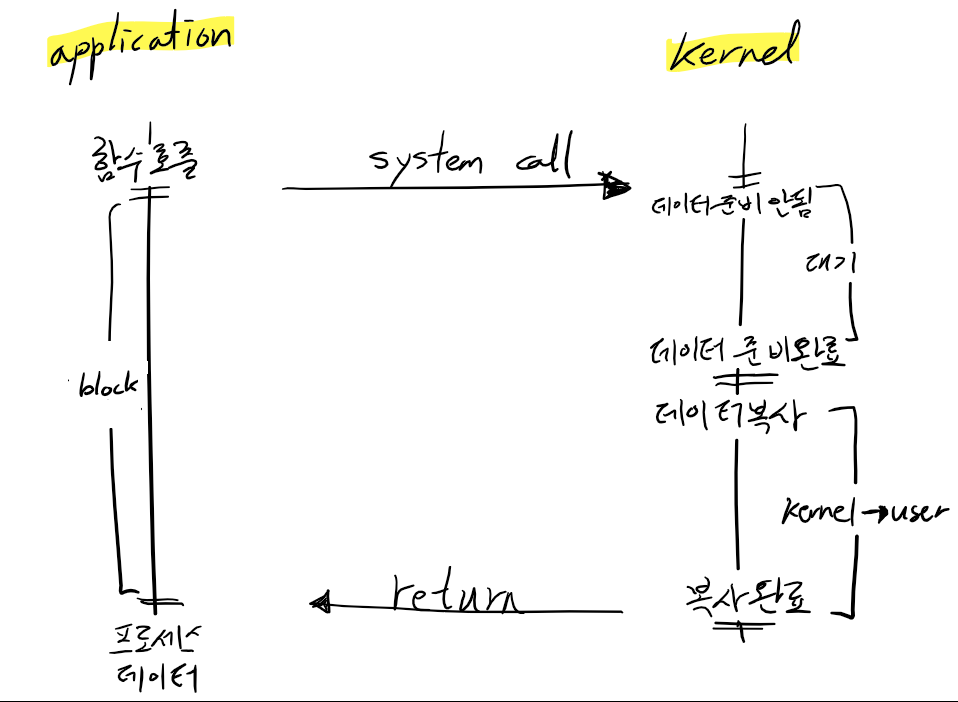 application
kernel
함수호출
system call
데이터준비 안됨
대기
block
데이터 준비완료
데이터복사
kernel→user
return
복사완료
프로세스
데이터